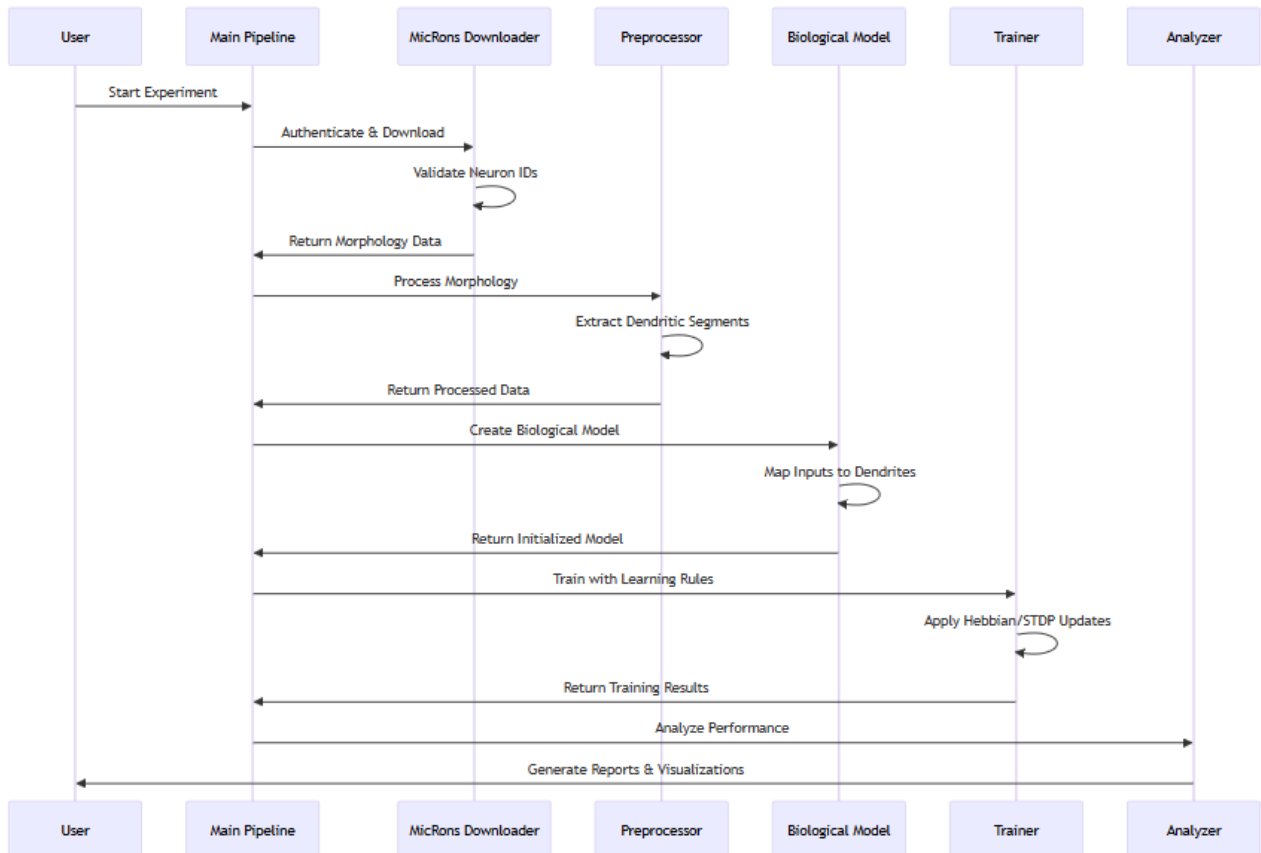 User
Main Pipeline
MicRons Downloader
Preprocessor
Biological Model
Trainer
Analyzer
Start Experiment
Authenticate & Download
Validate Neuron IDs
Return Morphology Data
Process Morphology
Extract Dendritic Segments
Return Processed Data
Create Biological Model
Map Inputs to Dendrites
Return Initialized Model
Train with Learning Rules
Apply Hebbian/STDP Updates
Return Training Results
Analyze Performance
Generate Reports & Visualizations
User
Main Pipeline
MicRons Downloader
Preprocessor
Biological Model
Trainer
Analyzer